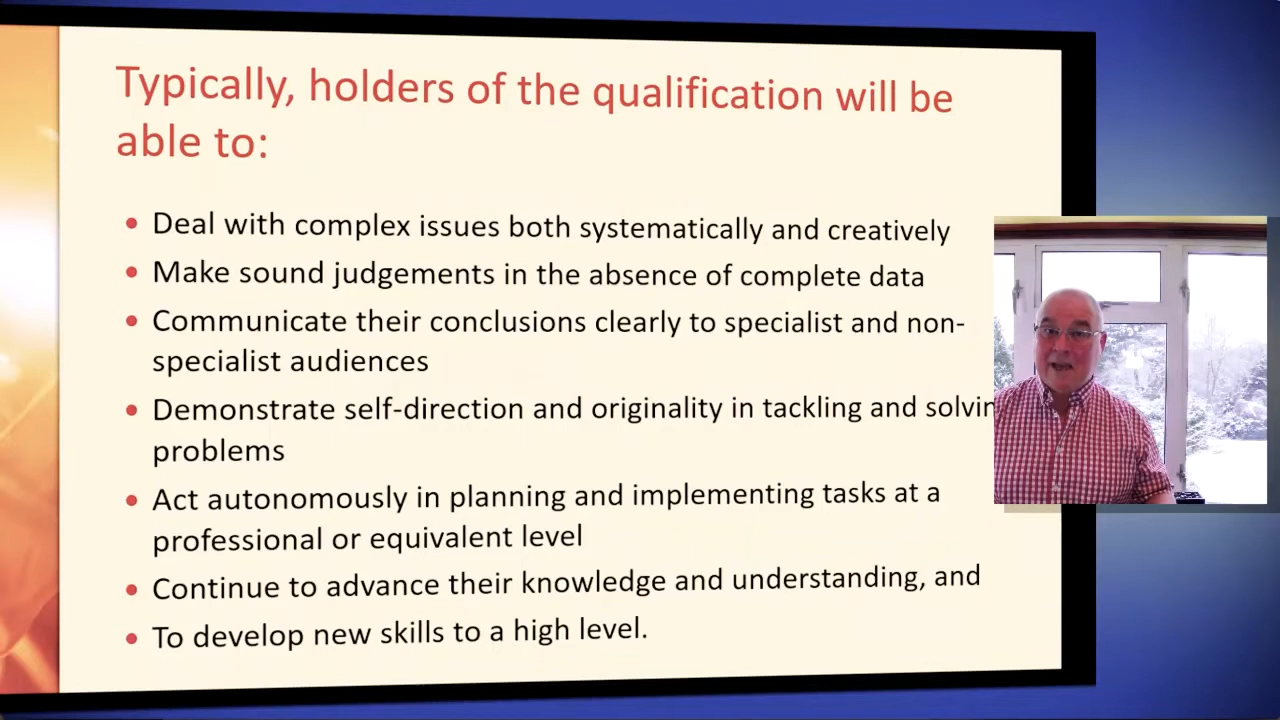 Typically, holders of the qualification will be
able to:
• Deal with complex issues both systematically and creatively
• Make sound judgements in the absence of complete data
• Communicate their conclusions clearly to specialist and non-
specialist audiences
• Demonstrate self-direction and originality in tackling and solvin
problems
• Act autonomously in planning and implementing tasks at a
professional or equivalent level
• Continue to advance their knowledge and understanding, and
• To develop new skills to a high level.